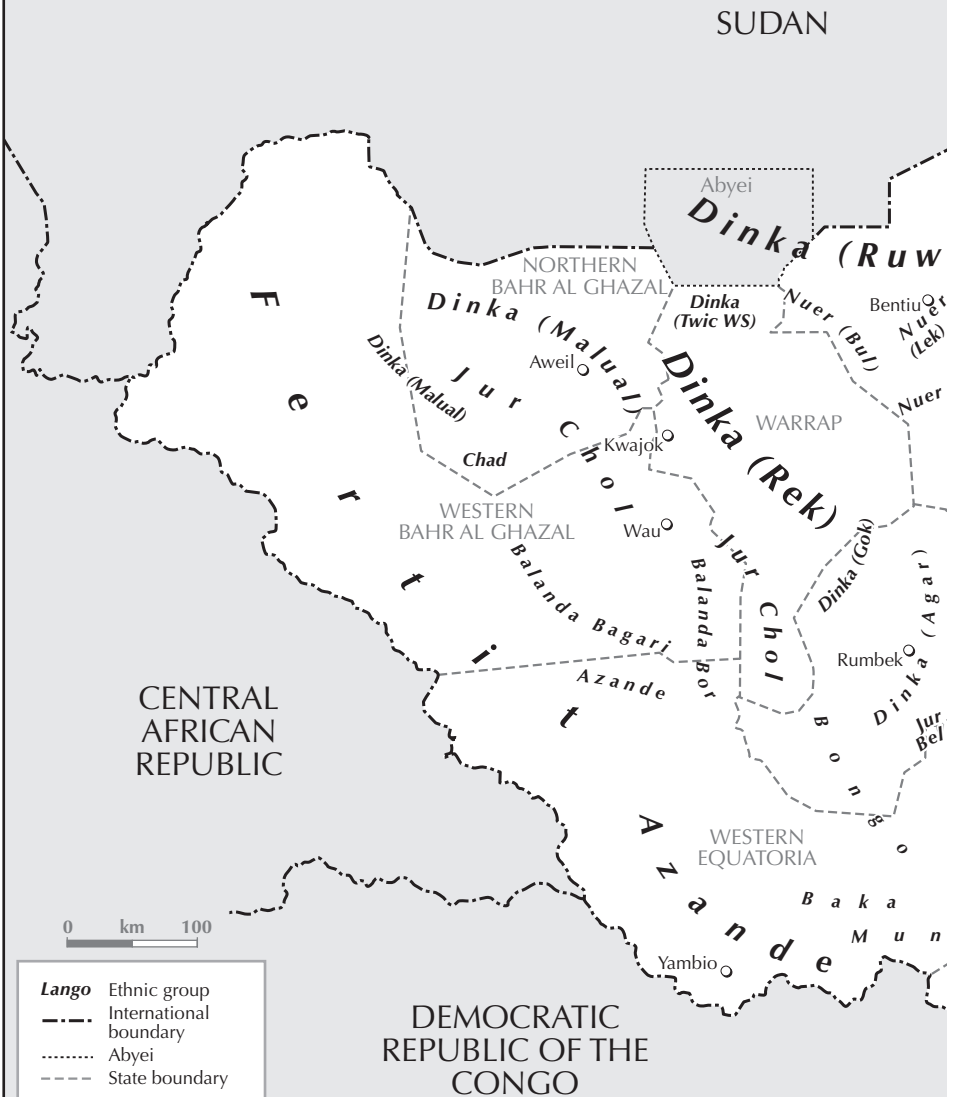 SUDAN
Abyei
Dinka (Ruw
NORTHERN
BAHR AL GHAZAL
Dinka
(Twic WS)
Nuer (Bul)
Bentiu
Nuer
(Lek)
Dinka (Malual)
Aweil
Dinka (Malual)
Jur Chol
Dinka (Rek)
Nuer
WARRAP
Kwajok
Chad
Fertit
WESTERN
BAHR AL GHAZAL
Wau
Jur Chol
Dinka (Gok)
Balanda Bagari
Balanda Bor
Dinka (Agar)
Rumbek
Azande
Jur
Bel
Bongo
CENTRAL
AFRICAN
REPUBLIC
Azande
WESTERN
EQUATORIA
Baka
Mun
Yambio
0 km 100
Lango Ethnic group
International
boundary
Abyei
State boundary
DEMOCRATIC
REPUBLIC OF THE
CONGO